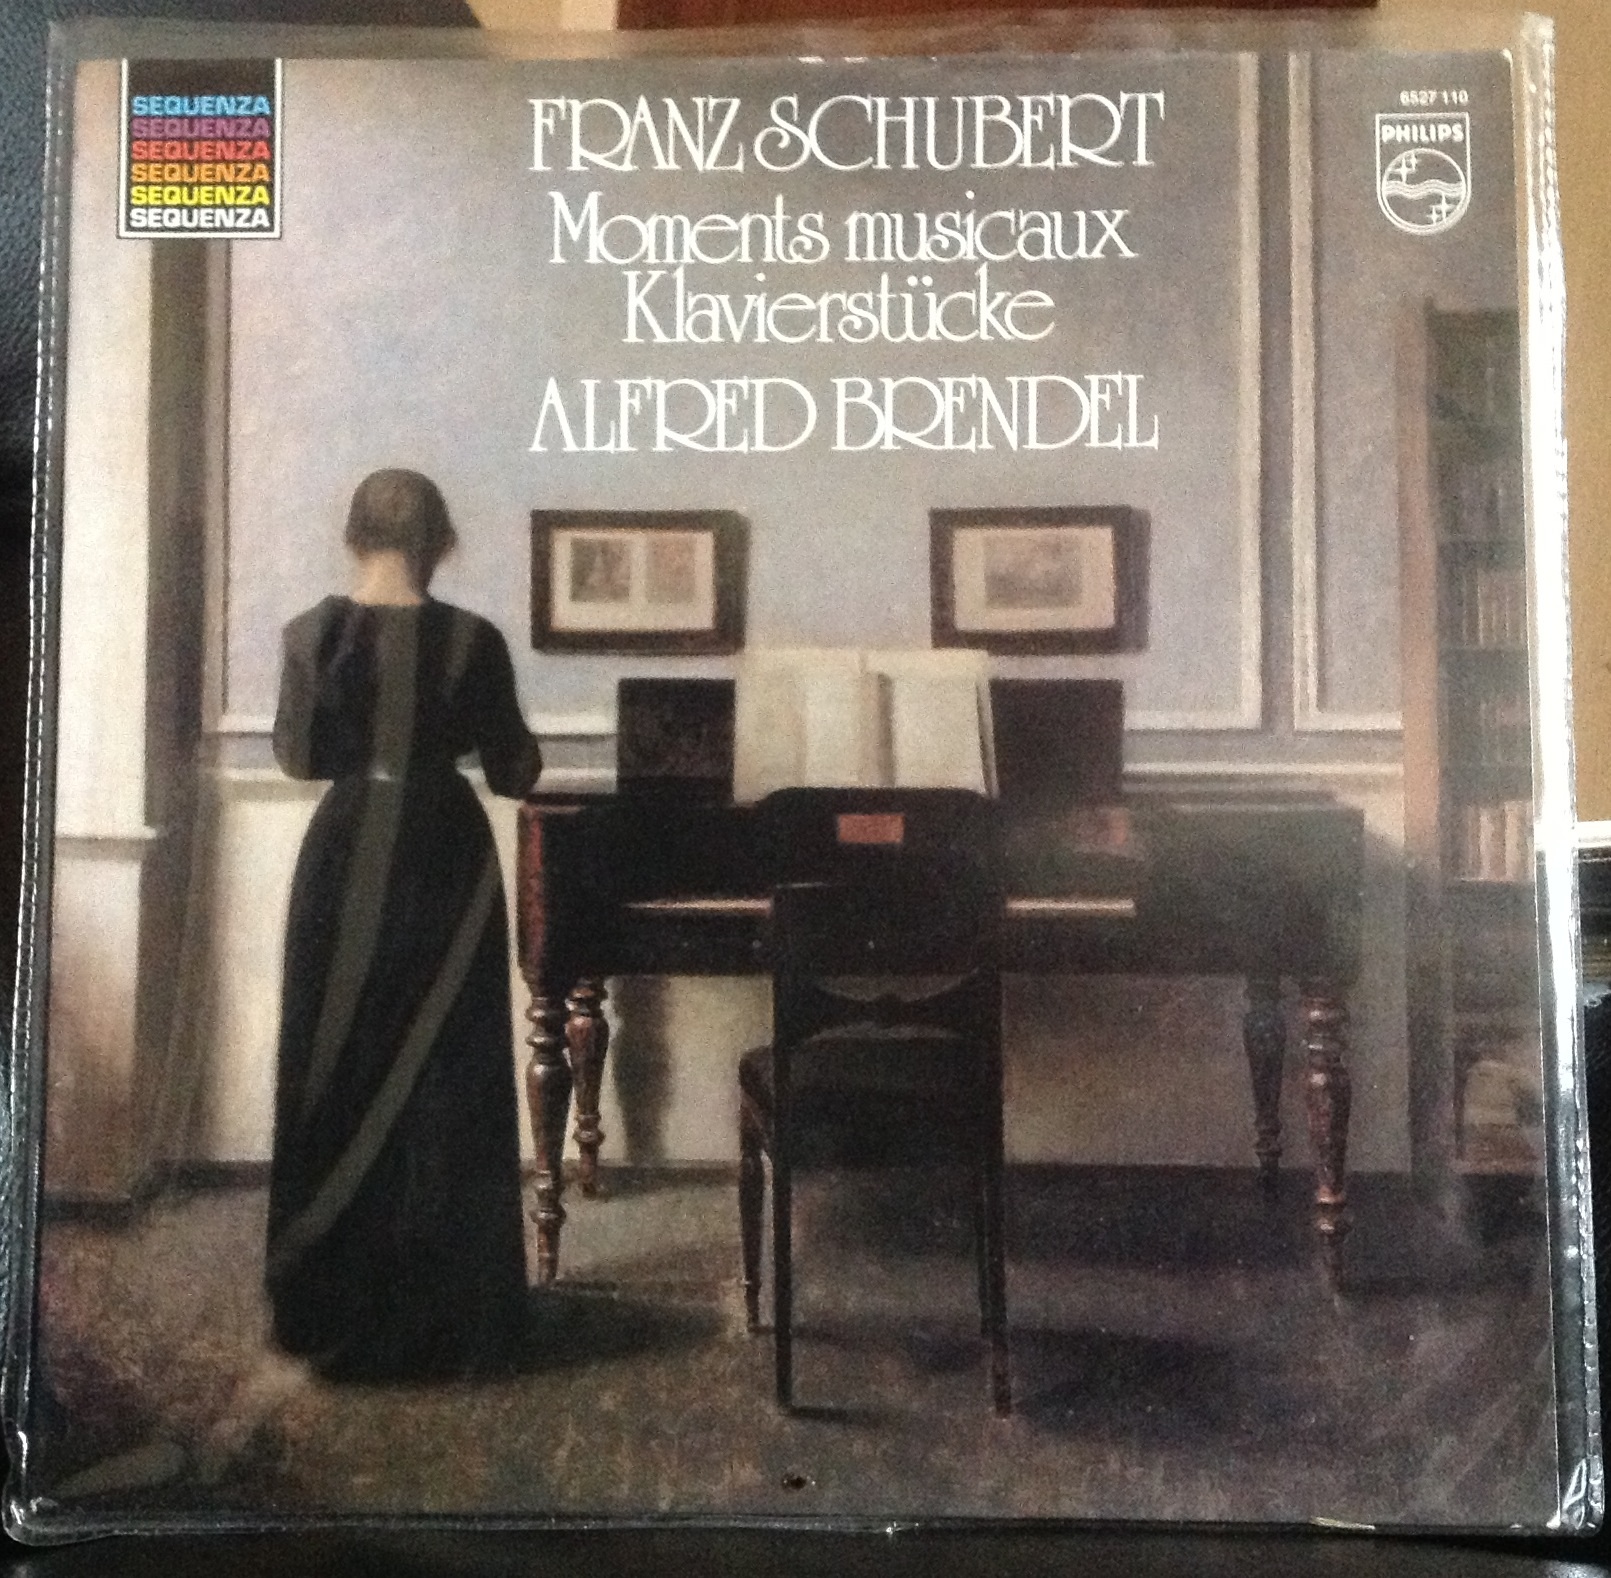 SEQUENZA
SEQUENZA
SEQUENZA
SEQUENZA
SEQUENZA
SEQUENZA
FRANZ SCHUBERT
Moments musicaux
Klavierstücke
ALFRED BRENDEL
6527 110
PHILIPS